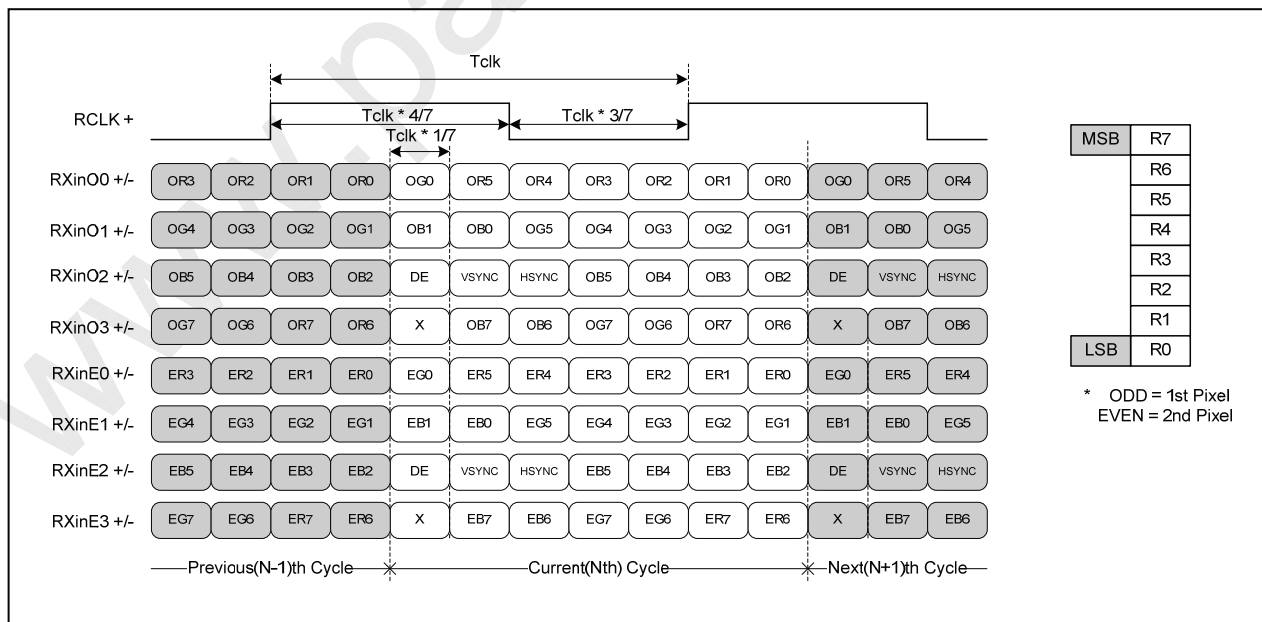 Tclk
RCLK +
Tclk * 4/7
Tclk * 3/7
Tclk * 1/7
RXinO0 +/- OR3 OR2 OR1 OR0 OG0 OR5 OR4 OR3 OR2 OR1 OR0 OG0 OR5 OR4
RXinO1 +/- OG4 OG3 OG2 OG1 OB1 OB0 OG5 OG4 OG3 OG2 OG1 OB1 OB0 OG5
RXinO2 +/- OB5 OB4 OB3 OB2 DE VSYNC HSYNC OB5 OB4 OB3 OB2 DE VSYNC HSYNC
RXinO3 +/- OG7 OG6 OR7 OR6 X OB7 OB6 OG7 OG6 OR7 OR6 X OB7 OB6
RXinE0 +/- ER3 ER2 ER1 ER0 EG0 ER5 ER4 ER3 ER2 ER1 ER0 EG0 ER5 ER4
RXinE1 +/- EG4 EG3 EG2 EG1 EB1 EB0 EG5 EG4 EG3 EG2 EG1 EB1 EB0 EG5
RXinE2 +/- EB5 EB4 EB3 EB2 DE VSYNC HSYNC EB5 EB4 EB3 EB2 DE VSYNC HSYNC
RXinE3 +/- EG7 EG6 ER7 ER6 X EB7 EB6 EG7 EG6 ER7 ER6 X EB7 EB6
Previous(N-1)th Cycle Current(Nth) Cycle Next(N+1)th Cycle
MSB R7
R6
R5
R4
R3
R2
R1
LSB R0
* ODD = 1st Pixel
EVEN = 2nd Pixel
www.pa